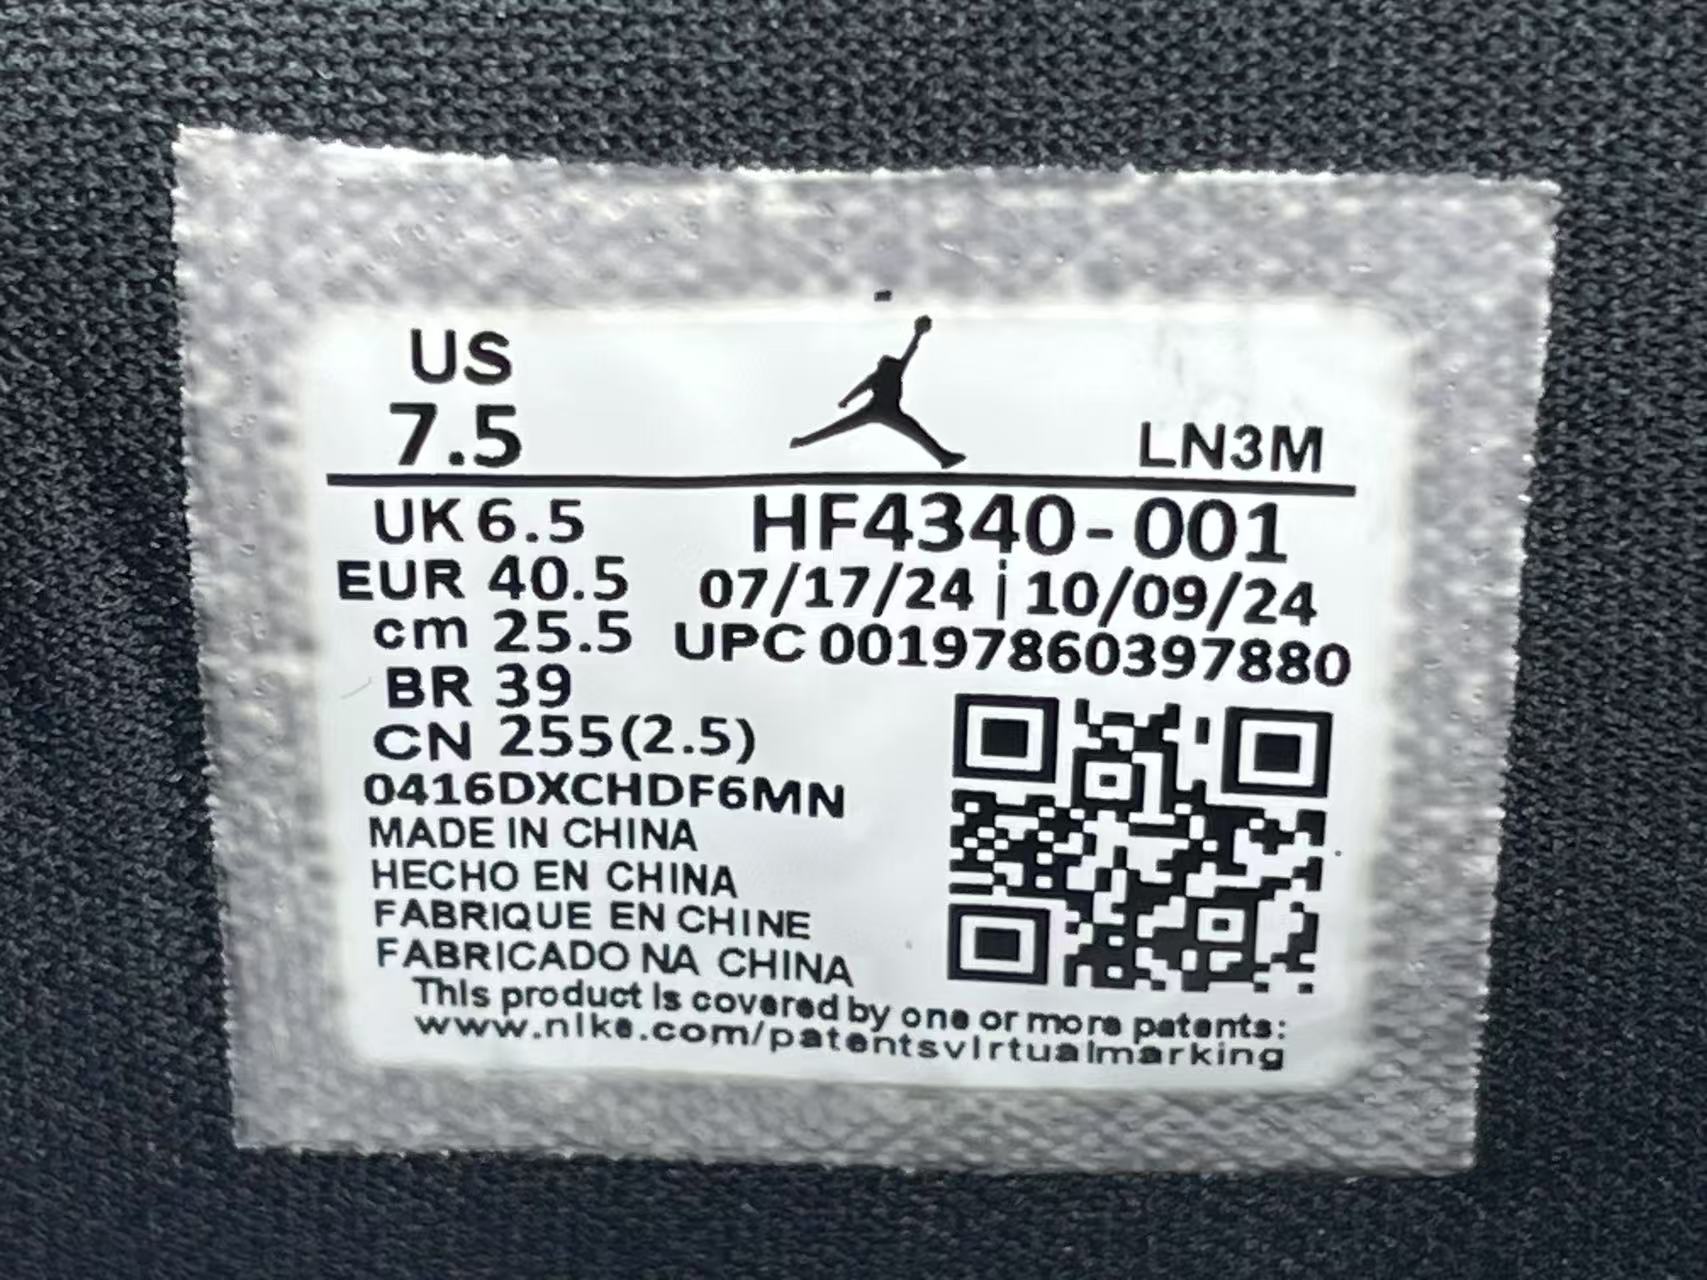 US
7.5
LN3M
UK 6.5
HF4340-001
EUR 40.5
07/17/24 | 10/09/24
cm 25.5
UPC 00197860397880
BR 39
CN 255(2.5)
0416DXCHDF6MN
MADE IN CHINA
HECHO EN CHINA
FABRIQUE EN CHINE
FABRICADO NA CHINA
This product is covered by one or more patents:
www.nike.com/patentsvirtualmarking